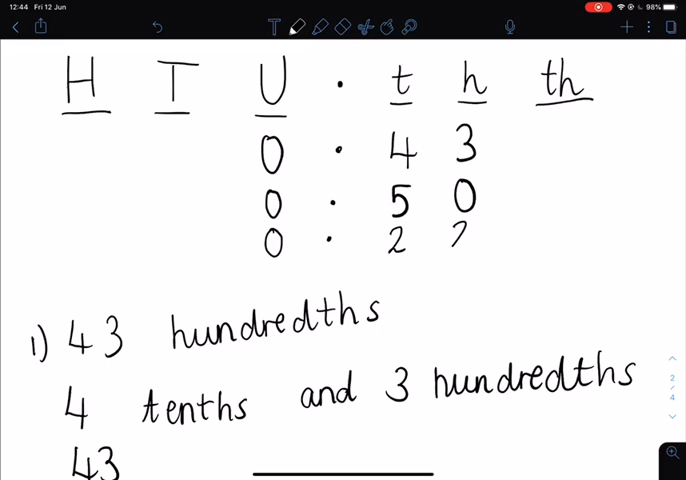 12:44 Fri 12 Jun 98%
H T U . t h th
0 . 4 3
0 . 5 0
0 . 2
1) 43 hundredths
4 tenths and 3 hundredths
43
2
/
4